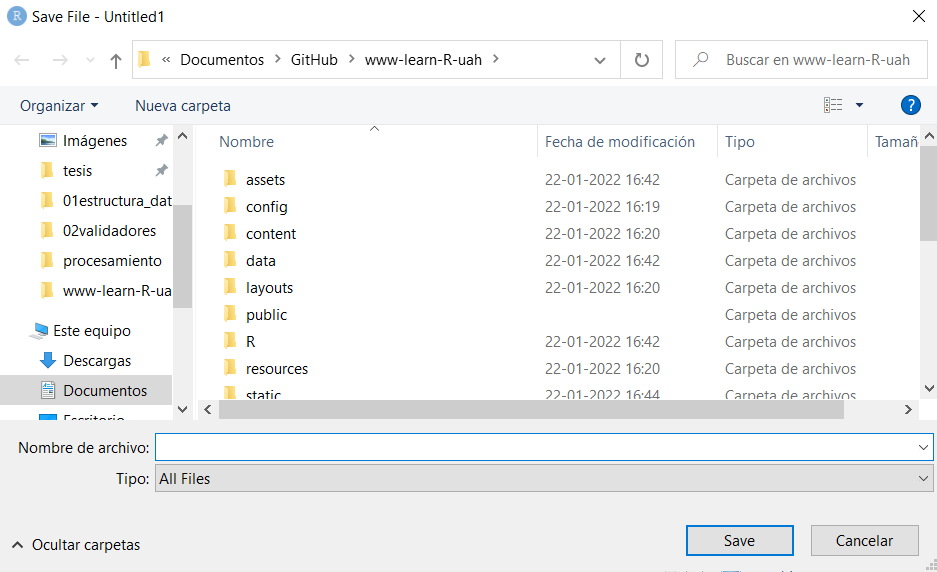 R Save File - Untitled1
« Documentos > GitHub > www-learn-R-uah >
Buscar en www-learn-R-uah
Organizar
Nueva carpeta
?
Imágenes
tesis
01estructura_dat
02validadores
procesamiento
www-learn-R-ua
Este equipo
Descargas
Documentos
Escritorio
Nombre Fecha de modificación Tipo Tamañ
assets 22-01-2022 16:42 Carpeta de archivos
config 22-01-2022 16:19 Carpeta de archivos
content 22-01-2022 16:20 Carpeta de archivos
data 22-01-2022 16:42 Carpeta de archivos
layouts 22-01-2022 16:20 Carpeta de archivos
public Carpeta de archivos
R 22-01-2022 16:42 Carpeta de archivos
resources 22-01-2022 16:20 Carpeta de archivos
static 22-01-2022 16:44 Carpeta de archivos
Nombre de archivo:
Tipo: All Files
Ocultar carpetas
Save
Cancelar